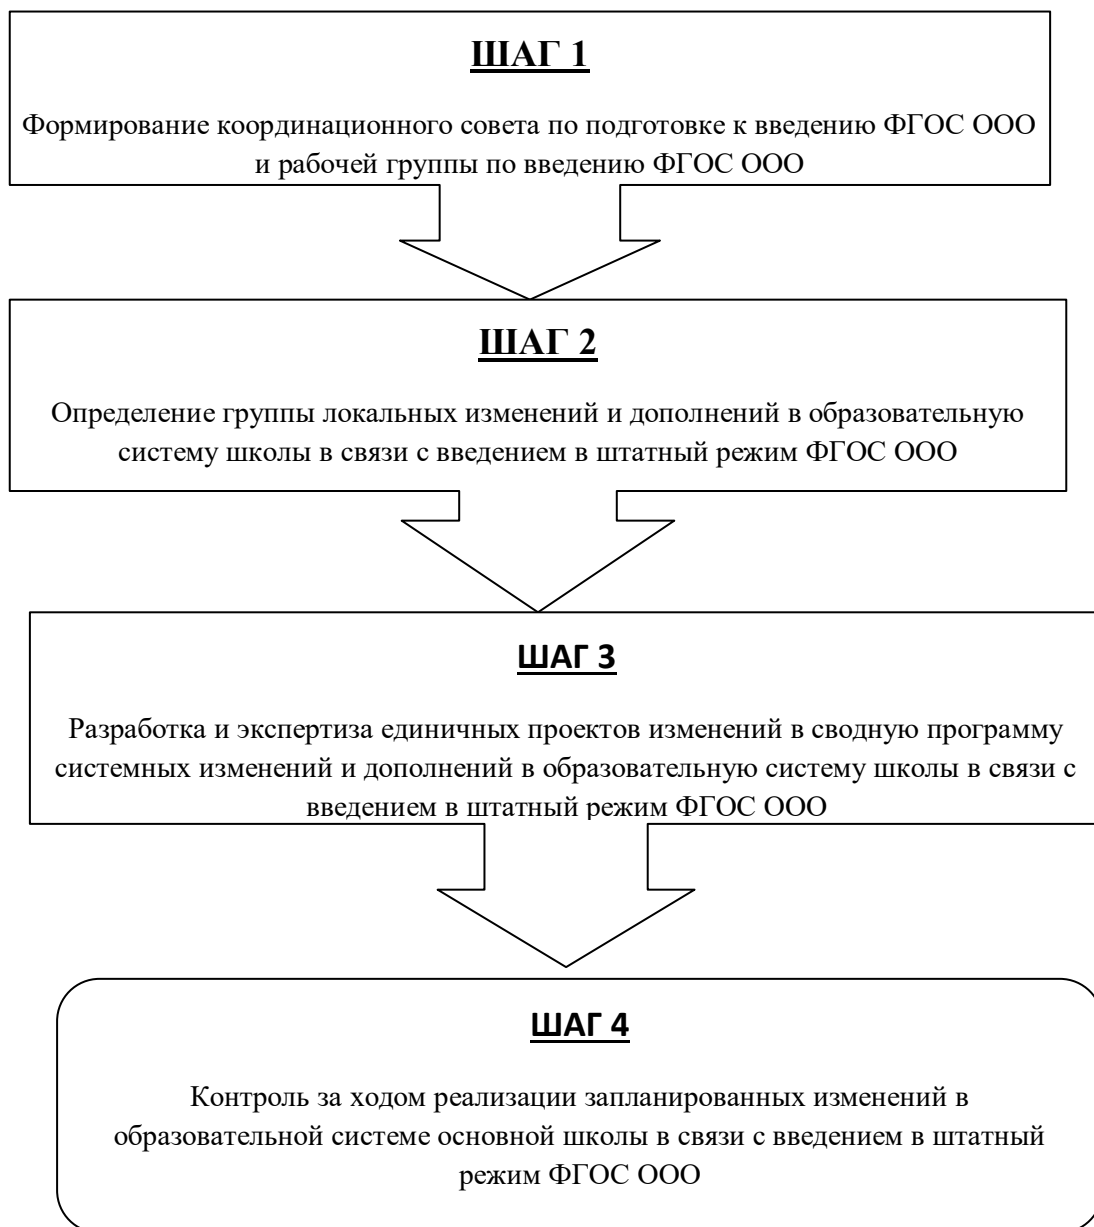 ШАГ 1
Формирование координационного совета по подготовке к введению ФГОС ООО
и рабочей группы по введению ФГОС ООО
ШАГ 2
Определение группы локальных изменений и дополнений в образовательную
систему школы в связи с введением в штатный режим ФГОС ООО
ШАГ 3
Разработка и экспертиза единичных проектов изменений в сводную программу
системных изменений и дополнений в образовательную систему школы в связи с
введением в штатный режим ФГОС ООО
ШАГ 4
Контроль за ходом реализации запланированных изменений в
образовательной системе основной школы в связи с введением в штатный
режим ФГОС ООО